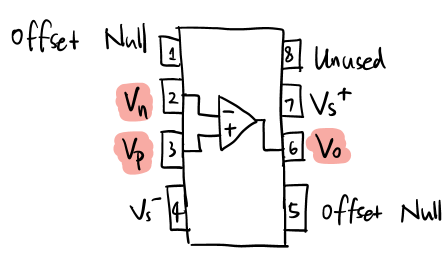 Offset Null
1
8
Unused
Vn
2
7
Vs+
-
+
Vp
3
6
Vo
Vs-
4
5
Offset Null